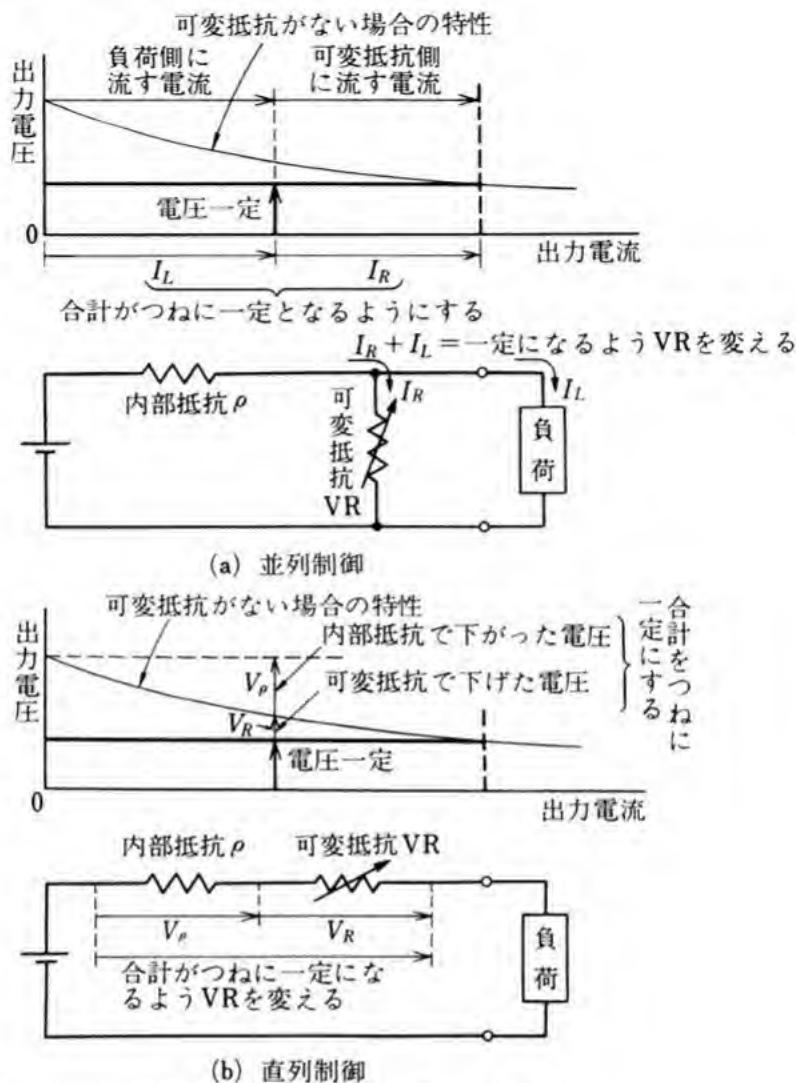 可変抵抗がない場合の特性
負荷側に
流す電流
可変抵抗側
に流す電流
出力電圧
電圧一定
0
出力電流
I_L
I_R
合計がつねに一定となるようにする
I_R + I_L = 一定になるようVRを変える
内部抵抗ρ
可変抵抗
VR
I_R
I_L
負荷
(a) 並列制御
可変抵抗がない場合の特性
出力電圧
内部抵抗で下がった電圧
V_ρ
可変抵抗で下げた電圧
V_R
合計をつねに
一定にする
電圧一定
0
出力電流
内部抵抗ρ
可変抵抗VR
V_ρ
V_R
負荷
合計がつねに一定にな
るようVRを変える
(b) 直列制御